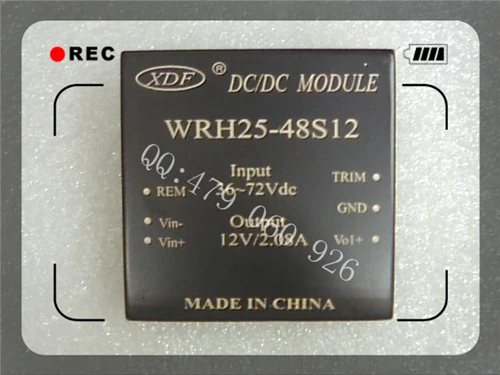 REC
XDF® DC/DC MODULE
WRH25-48S12
Input
REM 36~72Vdc TRIM
GND
Vin- Output
Vin+ 12V/2.08A Vo1+
MADE IN CHINA
QQ:479 060 926